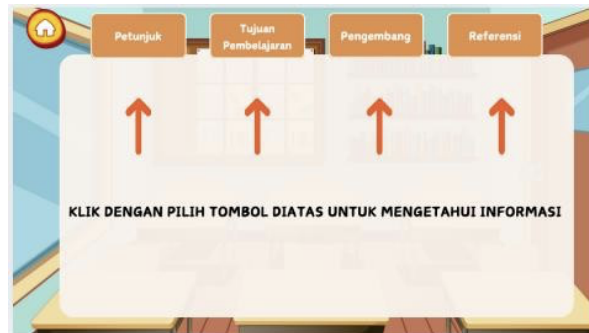 Petunjuk
Tujuan
Pembelajaran
Pengembang
Referensi
KLIK DENGAN PILIH TOMBOL DIATAS UNTUK MENGETAHUI INFORMASI